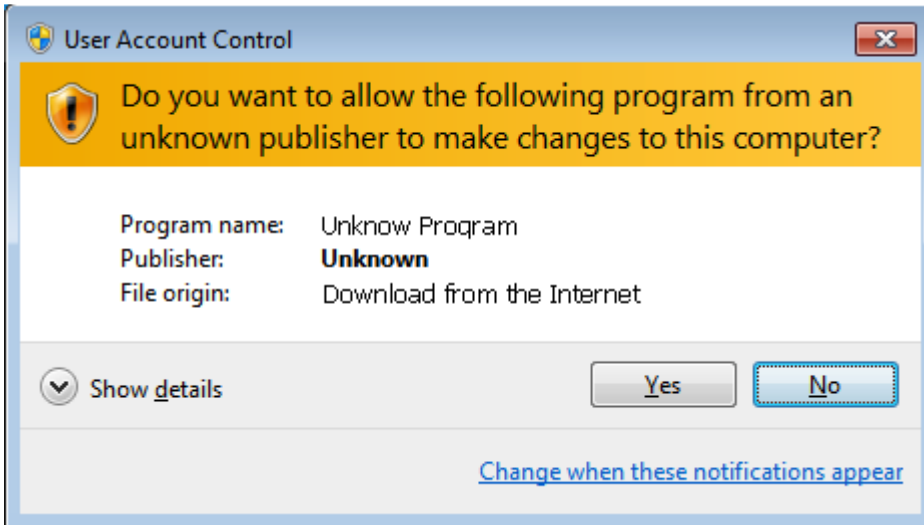 User Account Control
Do you want to allow the following program from an
unknown publisher to make changes to this computer?
Program name: Unknow Program
Publisher: Unknown
File origin: Download from the Internet
Show details
Yes
No
Change when these notifications appear